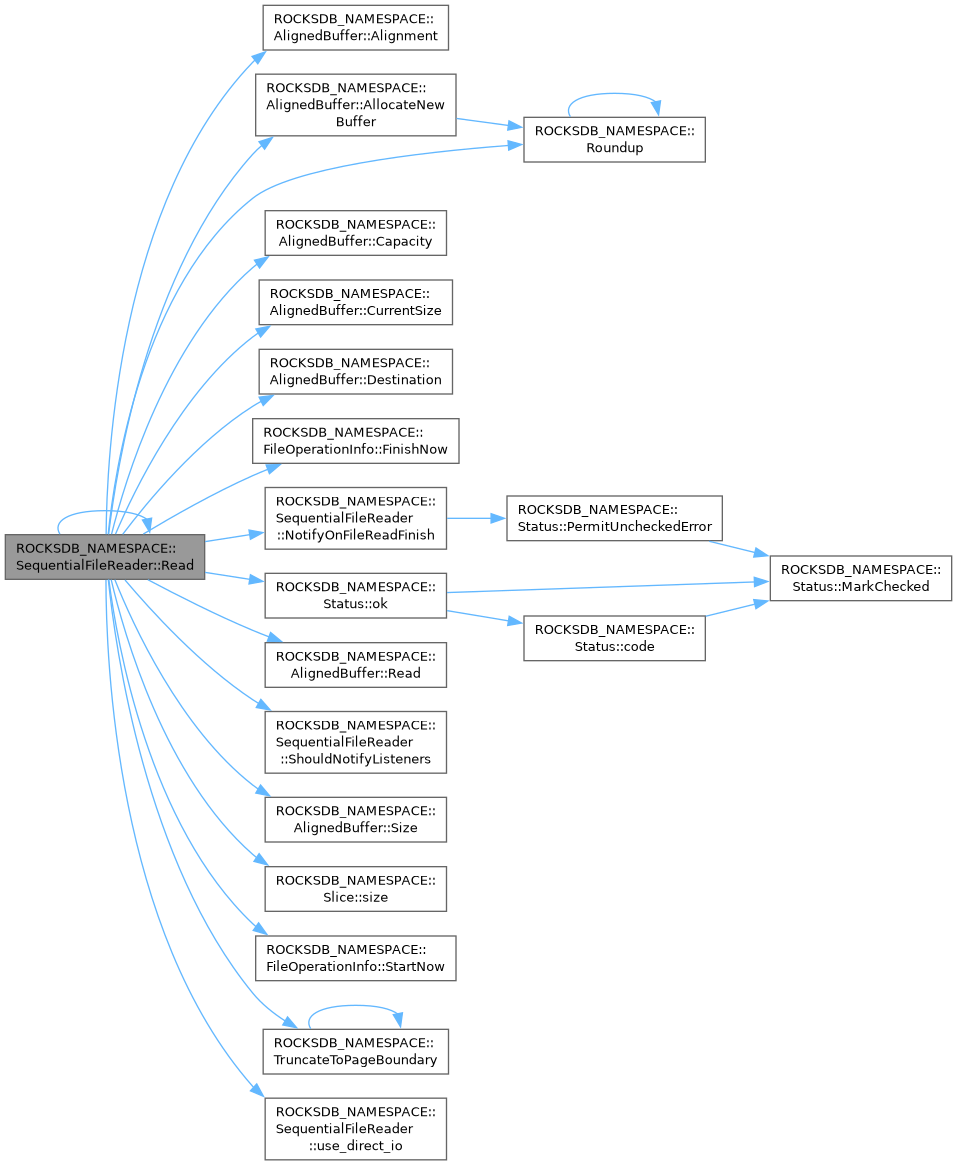 ROCKSDB_NAMESPACE::
SequentialFileReader::Read
ROCKSDB_NAMESPACE::
AlignedBuffer::Alignment
ROCKSDB_NAMESPACE::
AlignedBuffer::AllocateNew
Buffer
ROCKSDB_NAMESPACE::
Roundup
ROCKSDB_NAMESPACE::
AlignedBuffer::Capacity
ROCKSDB_NAMESPACE::
AlignedBuffer::CurrentSize
ROCKSDB_NAMESPACE::
AlignedBuffer::Destination
ROCKSDB_NAMESPACE::
FileOperationInfo::FinishNow
ROCKSDB_NAMESPACE::
SequentialFileReader
::NotifyOnFileReadFinish
ROCKSDB_NAMESPACE::
Status::PermitUncheckedError
ROCKSDB_NAMESPACE::
Status::MarkChecked
ROCKSDB_NAMESPACE::
Status::ok
ROCKSDB_NAMESPACE::
Status::code
ROCKSDB_NAMESPACE::
AlignedBuffer::Read
ROCKSDB_NAMESPACE::
SequentialFileReader
::ShouldNotifyListeners
ROCKSDB_NAMESPACE::
AlignedBuffer::Size
ROCKSDB_NAMESPACE::
Slice::size
ROCKSDB_NAMESPACE::
FileOperationInfo::StartNow
ROCKSDB_NAMESPACE::
TruncateToPageBoundary
ROCKSDB_NAMESPACE::
SequentialFileReader
::use_direct_io